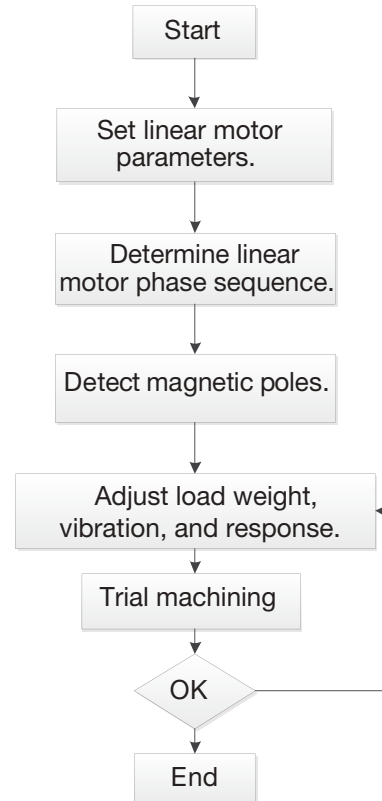 Start
Set linear motor
parameters.
Determine linear
motor phase sequence.
Detect magnetic poles.
Adjust load weight,
vibration, and response.
Trial machining
OK
End